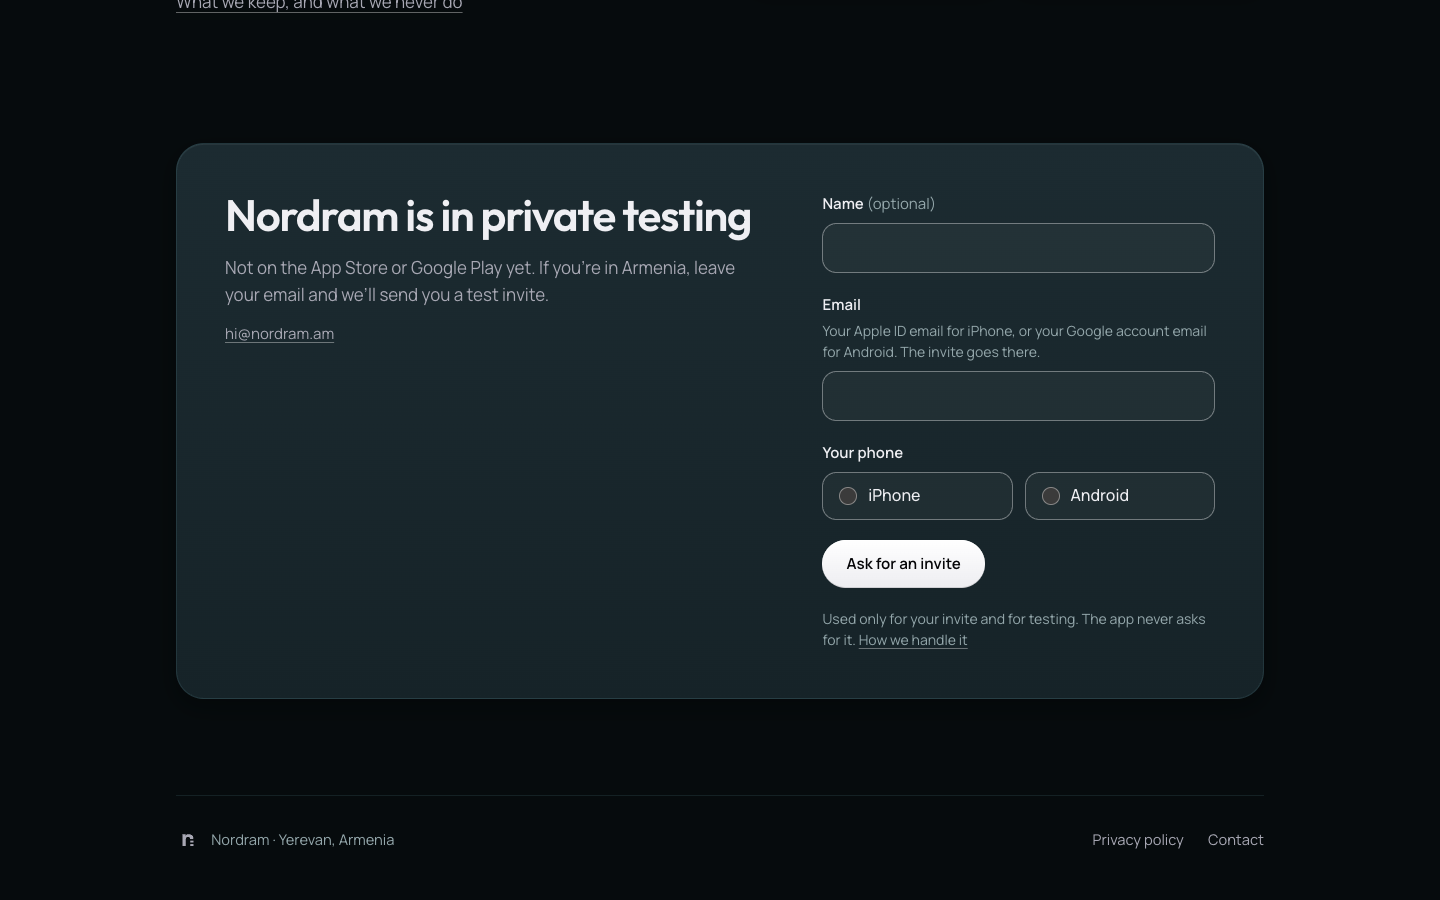 What we keep, and what we never do
Nordram is in private testing
Not on the App Store or Google Play yet. If you're in Armenia, leave
your email and we'll send you a test invite.
hi@nordram.am
Name (optional)
Email
Your Apple ID email for iPhone, or your Google account email
for Android. The invite goes there.
Your phone
iPhone
Android
Ask for an invite
Used only for your invite and for testing. The app never asks
for it. How we handle it
Nordram · Yerevan, Armenia
Privacy policy
Contact